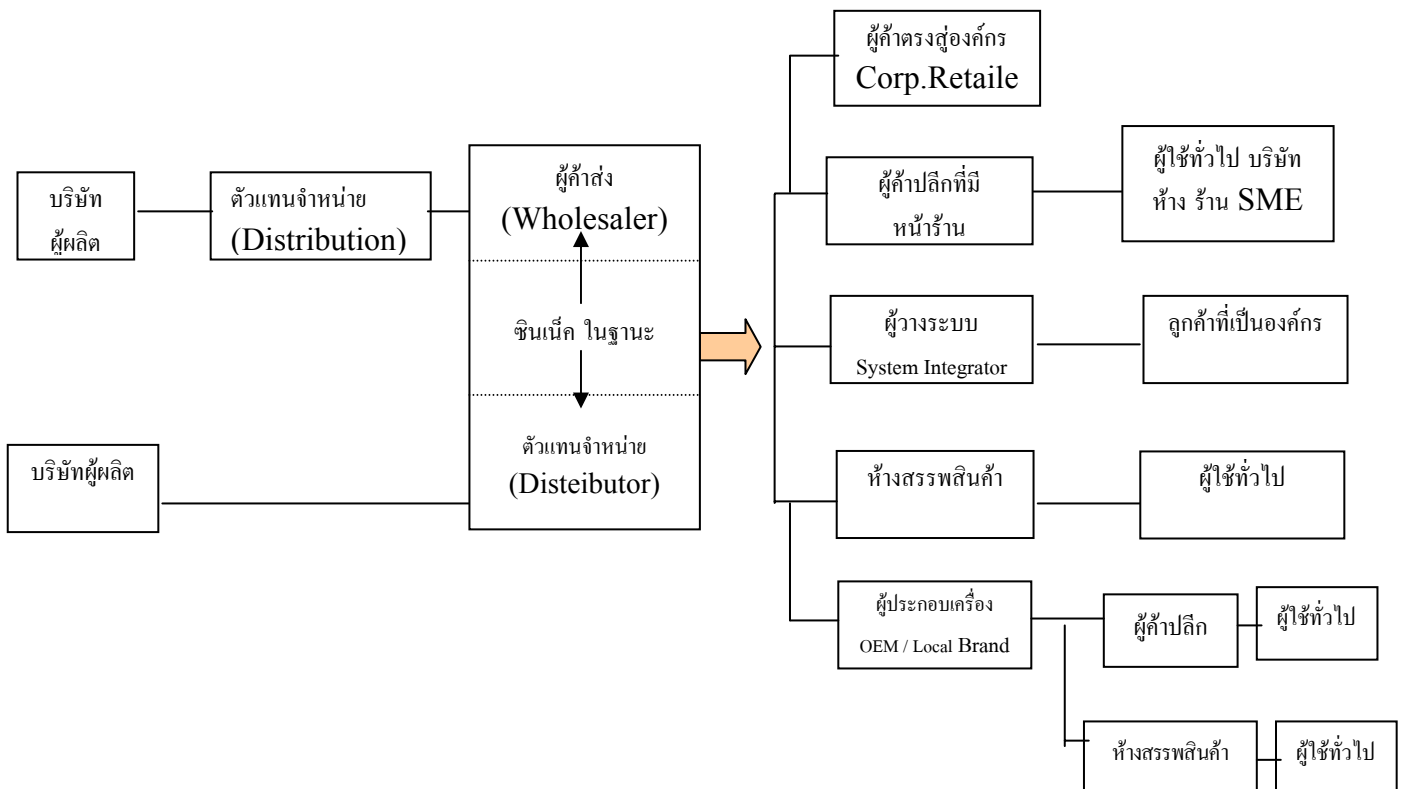 ผู้ค้าตรงสู่องค์กร
Corp.Retaile
บริษัท
ผู้ผลิต
ตัวแทนจำหน่าย
(Distribution)
ผู้ค้าส่ง
(Wholesaler)
ซินเน็ค ในฐานะ
ตัวแทนจำหน่าย
(Disteibutor)
บริษัทผู้ผลิต
ผู้ค้าปลีกที่มี
หน้าร้าน
ผู้ใช้ทั่วไป บริษัท
ห้าง ร้าน SME
ผู้วางระบบ
System Integrator
ลูกค้าที่เป็นองค์กร
ห้างสรรพสินค้า
ผู้ใช้ทั่วไป
ผู้ประกอบเครื่อง
OEM / Local Brand
ผู้ค้าปลีก
ผู้ใช้ทั่วไป
ห้างสรรพสินค้า
ผู้ใช้ทั่วไป